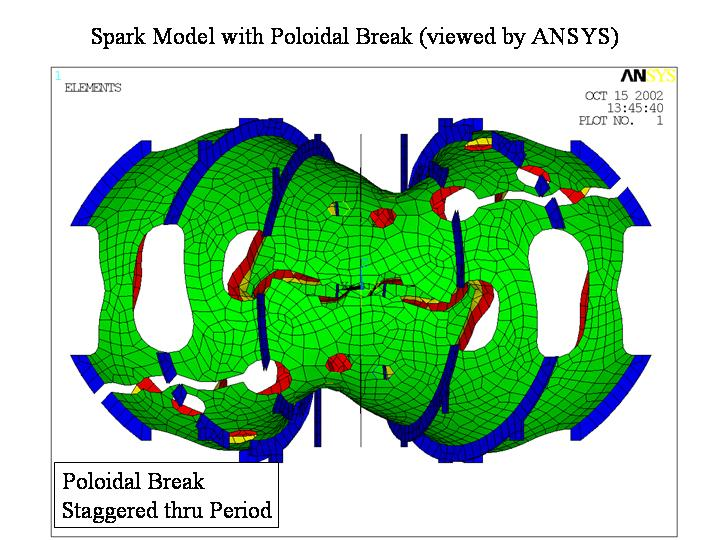 Spark Model with Poloidal Break (viewed by ANSYS)
1
ELEMENTS
ANSYS
OCT 15 2002
13:45:40
PLOT NO. 1
Poloidal Break
Staggered thru Period